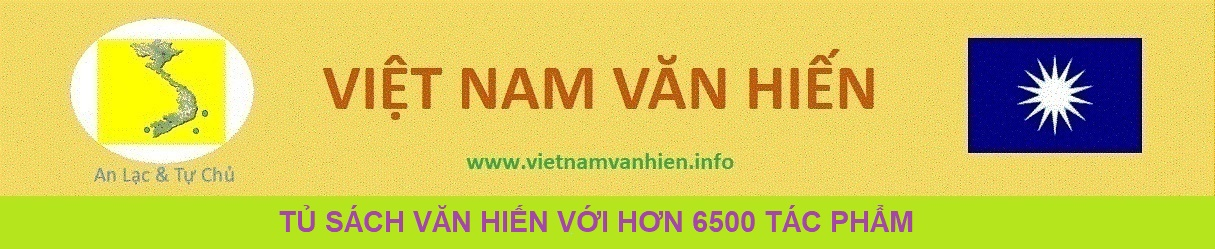 VIỆT NAM VĂN HIẾN
www.vietnamvanhien.info
An Lạc & Tự Chủ
TỦ SÁCH VĂN HIẾN VỚI HƠN 6500 TÁC PHẨM